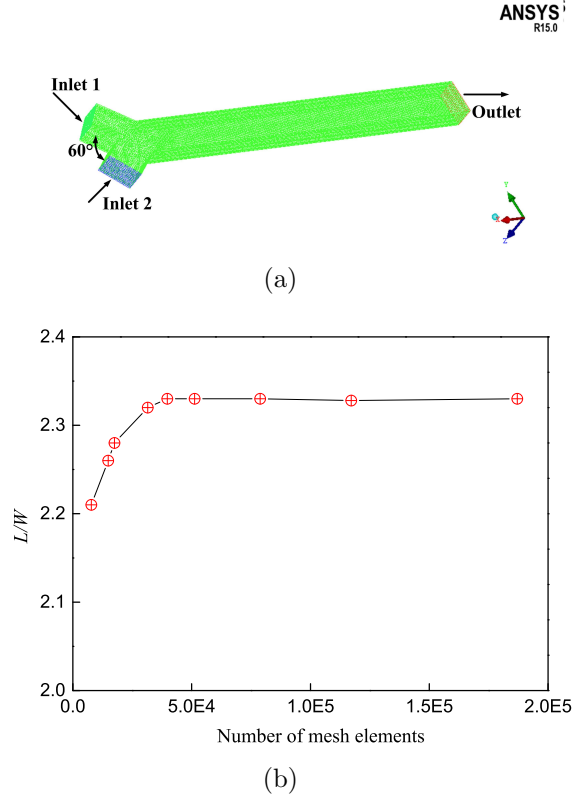 ANSYS
R15.0
Inlet 1
60°
Inlet 2
Outlet
Y
Z
(a)
2.4
2.3
2.2
2.1
2.0
L/W
0.0
5.0E4
1.0E5
1.5E5
2.0E5
Number of mesh elements
(b)